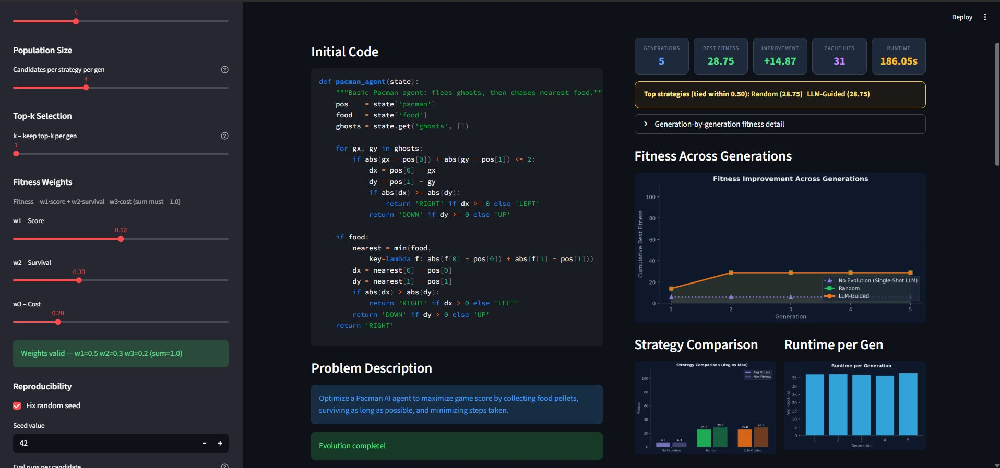 5
Population Size
Candidates per strategy per gen
4
Top-k Selection
k – keep top-k per gen
1
Fitness Weights
Fitness = w1·score + w2·survival - w3·cost (sum must = 1.0)
w1 – Score
0.50
w2 – Survival
0.30
w3 – Cost
0.20
Weights valid — w1=0.5 w2=0.3 w3=0.2 (sum=1.0)
Reproducibility
Fix random seed
Seed value
42
− +
Eval runs per candidate
Deploy
Initial Code
def pacman_agent(state):
    """Basic Pacman agent: flees ghosts, then chases nearest food.""
    pos    = state['pacman']
    food   = state['food']
    ghosts = state.get('ghosts', [])
    for gx, gy in ghosts:
        if abs(gx - pos[0]) + abs(gy - pos[1]) <= 2:
            dx = pos[0] - gx
            dy = pos[1] - gy
            if abs(dx) >= abs(dy):
                return 'RIGHT' if dx >= 0 else 'LEFT'
            return 'DOWN' if dy >= 0 else 'UP'
    if food:
        nearest = min(food,
            key=lambda f: abs(f[0] - pos[0]) + abs(f[1] - pos[1]))
        dx = nearest[0] - pos[0]
        dy = nearest[1] - pos[1]
        if abs(dx) > abs(dy):
            return 'RIGHT' if dx > 0 else 'LEFT'
        return 'DOWN' if dy > 0 else 'UP'
    return 'RIGHT'
Problem Description
Optimize a Pacman AI agent to maximize game score by collecting food pellets,
surviving as long as possible, and minimizing steps taken.
Evolution complete!
GENERATIONS
5
BEST FITNESS
28.75
IMPROVEMENT
+14.87
CACHE HITS
31
RUNTIME
186.05s
Top strategies (tied within 0.50): Random (28.75) LLM-Guided (28.75)
Generation-by-generation fitness detail
Fitness Across Generations
Fitness Improvement Across Generations
Cumulative Best Fitness
100
80
60
40
20
0
No Evolution (Single-Shot LLM)
Random
LLM-Guided
1 2 3 4 5
Generation
Strategy Comparison
Strategy Comparison (Avg vs Max)
Avg Fitness
Max Fitness
Fitness
100
80
60
40
20
0
6.3 6.3 25.8 28.8 25.8 28.8
No Evolution Random LLM-Guided
Runtime per Gen
Runtime per Generation
Wall-clock (s)
35
30
25
20
15
10
5
0
1 2 3 4 5
Generation